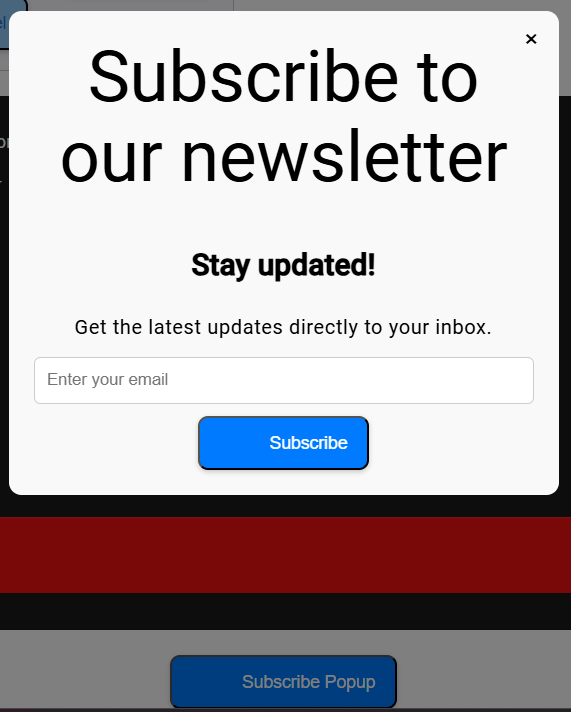 ×
Subscribe to
our newsletter
Stay updated!
Get the latest updates directly to your inbox.
Enter your email
Subscribe
Subscribe Popup